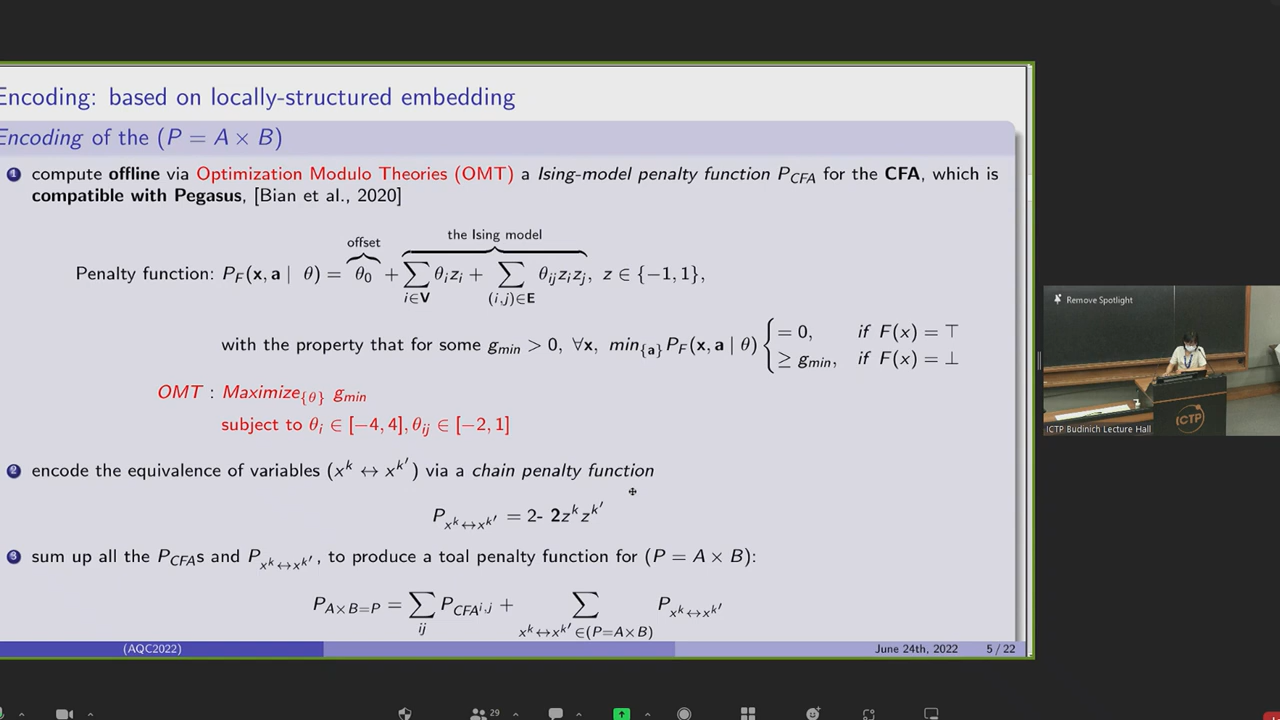 Encoding: based on locally-structured embedding
Encoding of the (P = A × B)
1 compute offline via Optimization Modulo Theories (OMT) a Ising-model penalty function P_CFA for the CFA, which is
compatible with Pegasus, [Bian et al., 2020]
offset
the Ising model
Penalty function: P_F(x, a | θ) = θ_0 + ∑_{i∈V} θ_i z_i + ∑_{(i,j)∈E} θ_ij z_i z_j, z ∈ {−1, 1},
with the property that for some g_min > 0, ∀x, min_{a} P_F(x, a | θ) { = 0, if F(x) = ⊤
≥ g_min, if F(x) = ⊥
OMT : Maximize_{θ} g_min
subject to θ_i ∈ [−4, 4], θ_ij ∈ [−2, 1]
2 encode the equivalence of variables (x^k ↔ x^k′) via a chain penalty function
P_{x^k↔x^k′} = 2- 2z^k z^k′
3 sum up all the P_CFAs and P_{x^k↔x^k′}, to produce a toal penalty function for (P = A × B):
P_{A×B=P} = ∑_{ij} P_{CFA^{i,j}} + ∑_{x^k↔x^k′∈(P=A×B)} P_{x^k↔x^k′}
(AQC2022)
June 24th, 2022 5 / 22
Remove Spotlight
ICTP
ICTP Budinich Lecture Hall
29